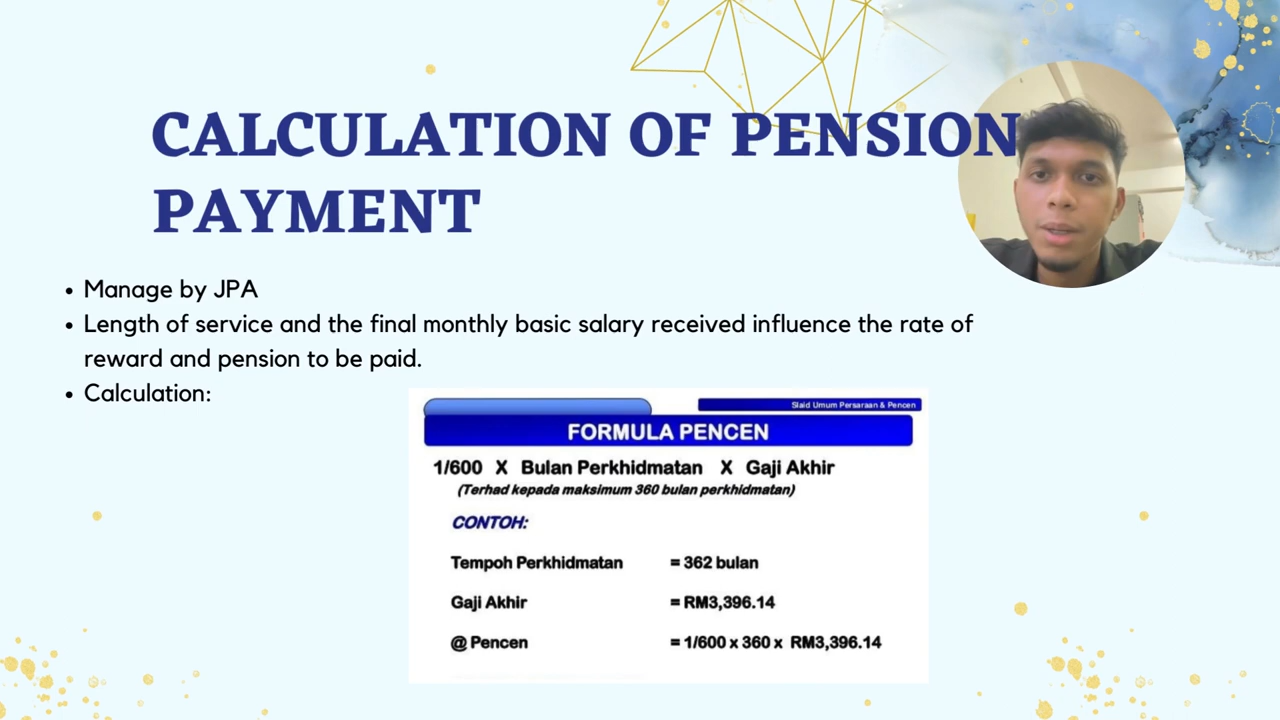 CALCULATION OF PENSION
PAYMENT
• Manage by JPA
• Length of service and the final monthly basic salary received influence the rate of
reward and pension to be paid.
• Calculation:
Slaid Umum Persaraan & Pencen
FORMULA PENCEN
1/600 X Bulan Perkhidmatan X Gaji Akhir
(Terhad kepada maksimum 360 bulan perkhidmatan)
CONTOH:
Tempoh Perkhidmatan = 362 bulan
Gaji Akhir = RM3,396.14
@ Pencen = 1/600 x 360 x RM3,396.14